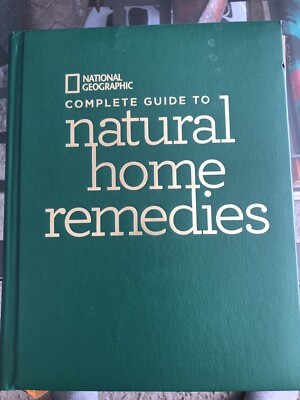 NATIONAL
GEOGRAPHIC
COMPLETE GUIDE TO
natural
home
remedies